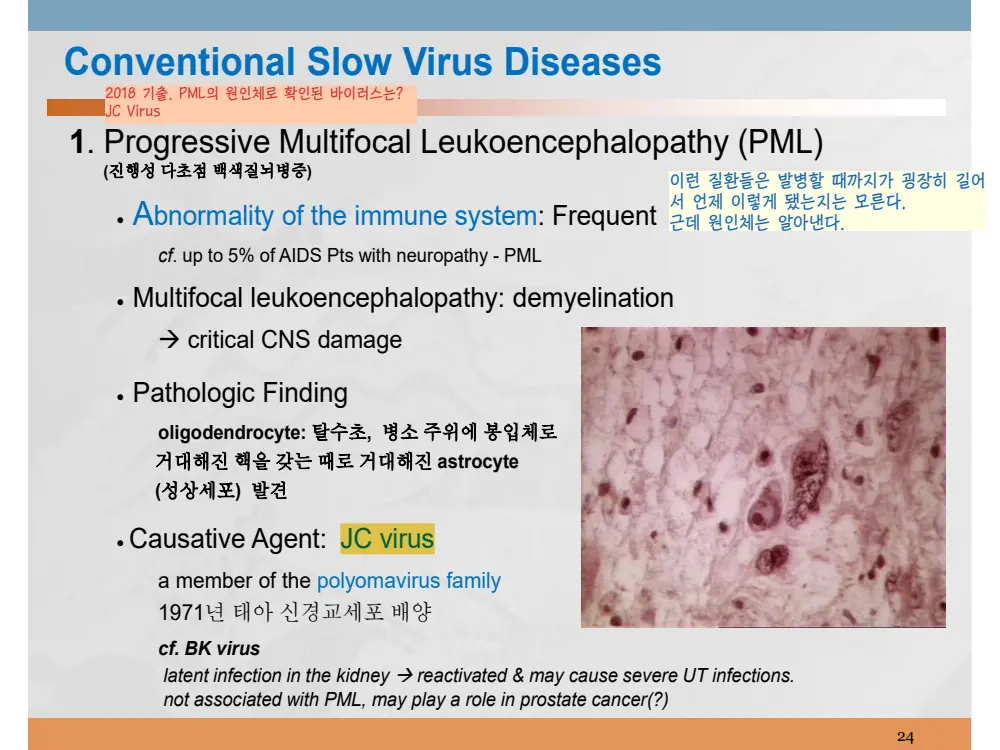 Conventional Slow Virus Diseases
2018 기출. PML의 원인체로 확인된 바이러스는?
JC Virus
1. Progressive Multifocal Leukoencephalopathy (PML)
(진행성 다초점 백색질뇌병증)
이런 질환들은 발병할 때까지가 굉장히 길어
서 언제 이렇게 됐는지는 모른다.
근데 원인체는 알아낸다.
• Abnormality of the immune system: Frequent
cf. up to 5% of AIDS Pts with neuropathy - PML
• Multifocal leukoencephalopathy: demyelination
→ critical CNS damage
• Pathologic Finding
oligodendrocyte: 탈수초, 병소 주위에 봉입체로
거대해진 핵을 갖는 때로 거대해진 astrocyte
(성상세포) 발견
• Causative Agent: JC virus
a member of the polyomavirus family
1971년 태아 신경교세포 배양
cf. BK virus
latent infection in the kidney → reactivated & may cause severe UT infections.
not associated with PML, may play a role in prostate cancer(?)
24